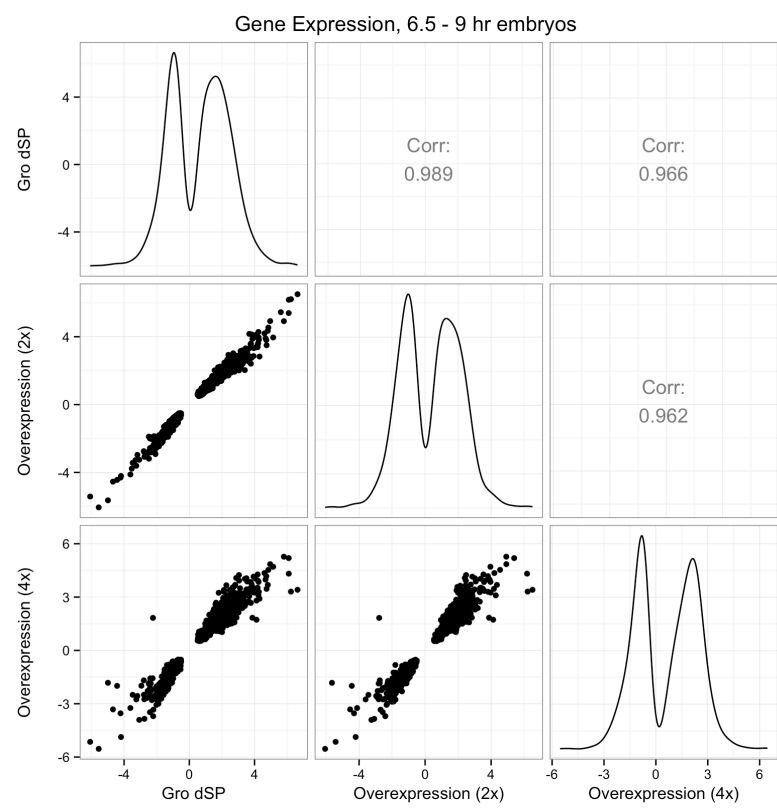 Gene Expression, 6.5 - 9 hr embryos
Gro dSP
4
0
-4
Corr:
0.989
Corr:
0.966
Overexpression (2x)
4
0
-4
Corr:
0.962
Overexpression (4x)
6
3
0
-3
-6
-4 0 4
-4 0 4
-6 -3 0 3 6
Gro dSP
Overexpression (2x)
Overexpression (4x)